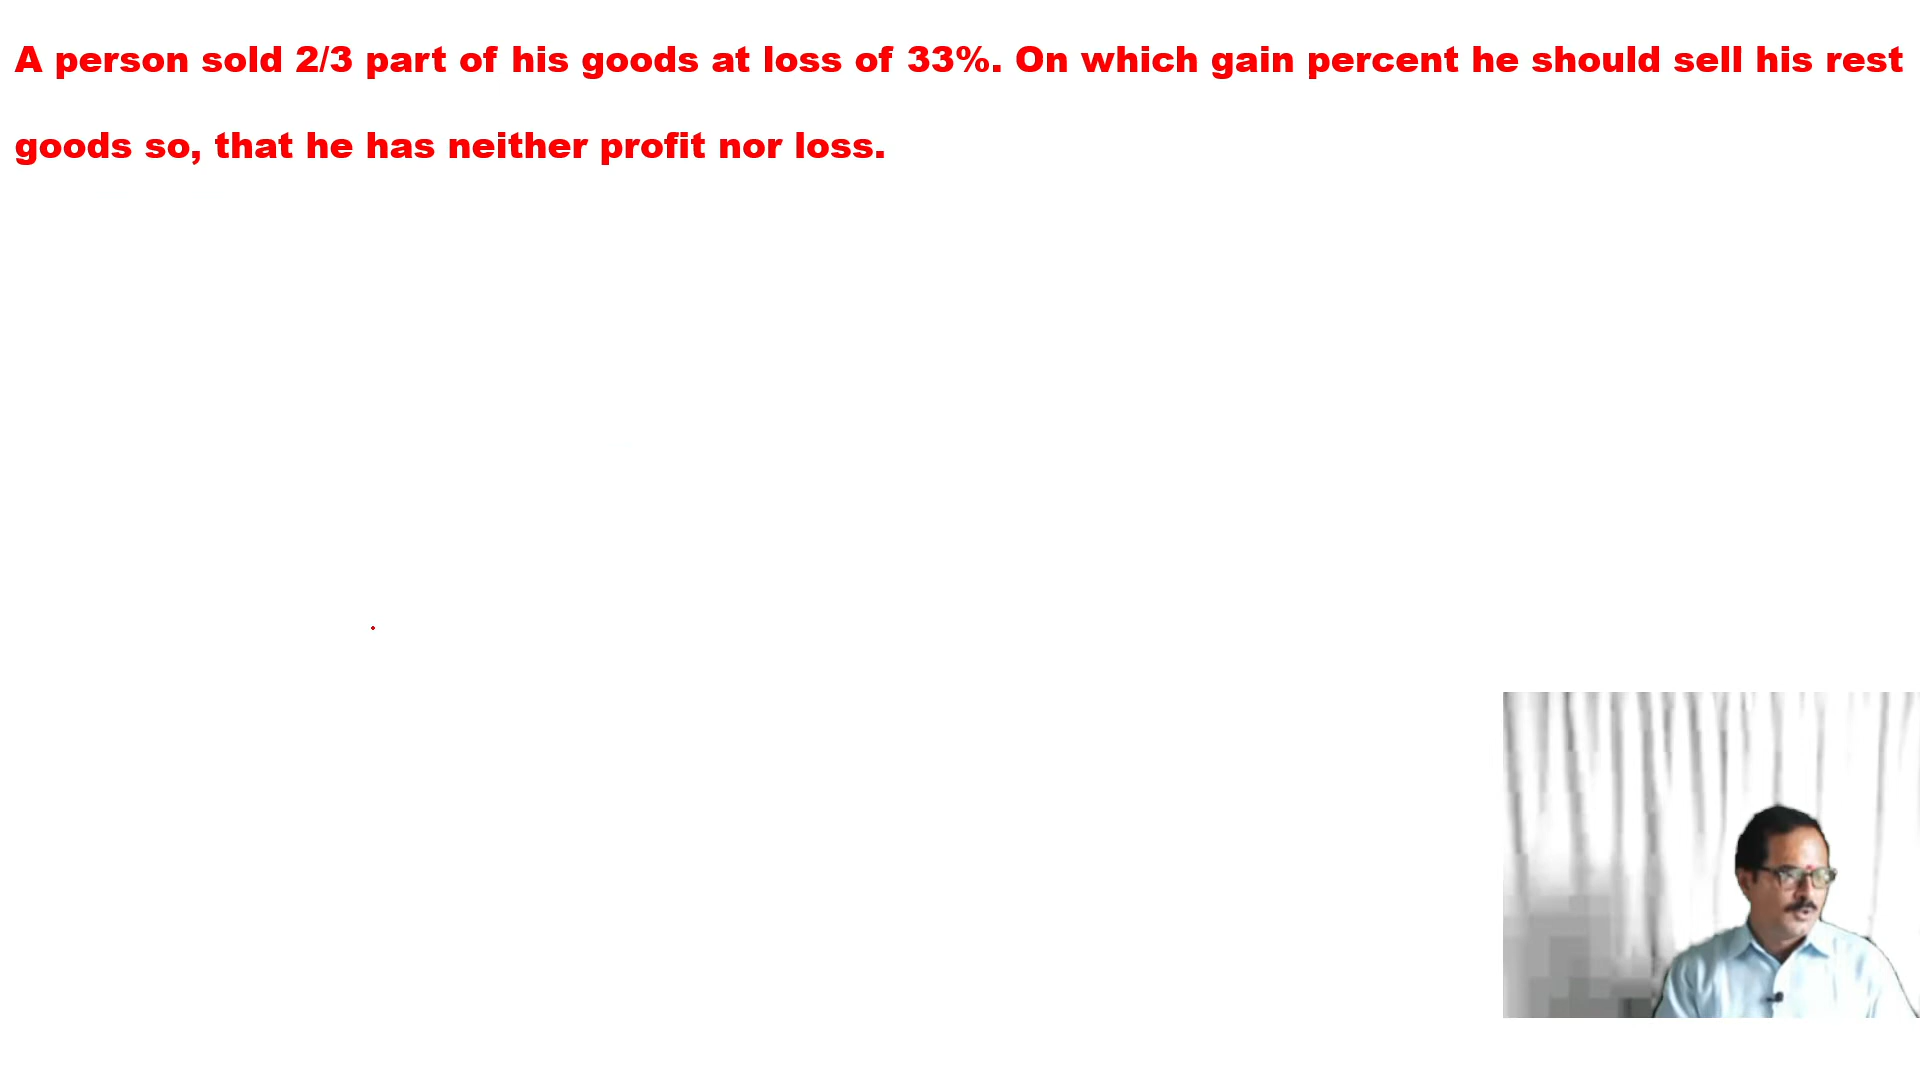 A person sold 2/3 part of his goods at loss of 33%. On which gain percent he should sell his rest
goods so, that he has neither profit nor loss.